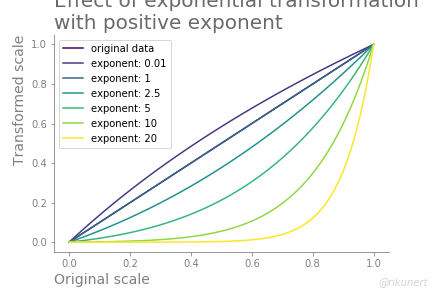 Effect of exponential transformation
with positive exponent
Transformed scale
1.0
0.8
0.6
0.4
0.2
0.0
original data
exponent: 0.01
exponent: 1
exponent: 2.5
exponent: 5
exponent: 10
exponent: 20
0.0 0.2 0.4 0.6 0.8 1.0
Original scale
@rikunert